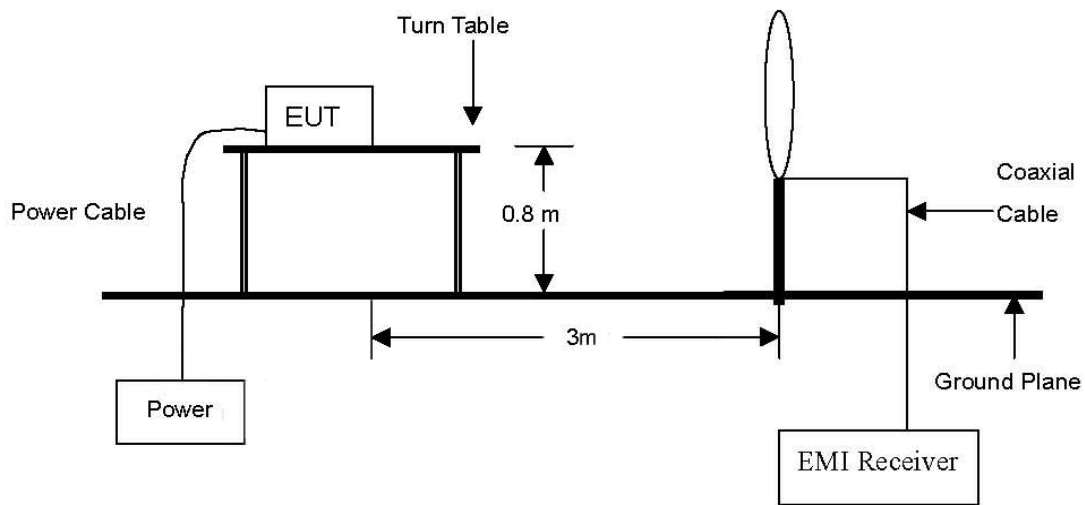 Turn Table
EUT
Power Cable
0.8 m
Coaxial
Cable
3m
Ground Plane
Power
EMI Receiver